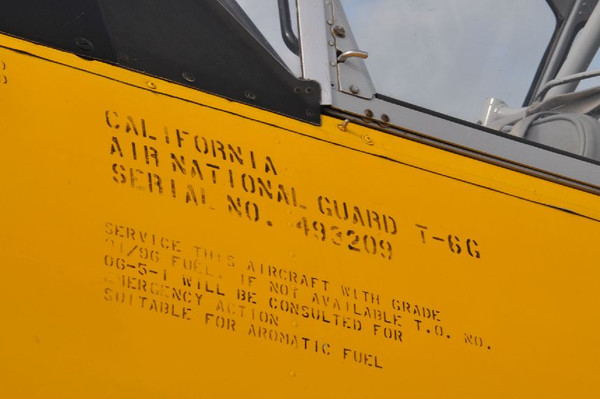 CALIFORNIA
AIR NATIONAL GUARD T-6G
SERIAL NO. 493209
SERVICE THIS AIRCRAFT WITH GRADE
91/96 FUEL. IF NOT AVAILABLE T.O. NO.
06-5-1 WILL BE CONSULTED FOR
EMERGENCY ACTION
SUITABLE FOR AROMATIC FUEL